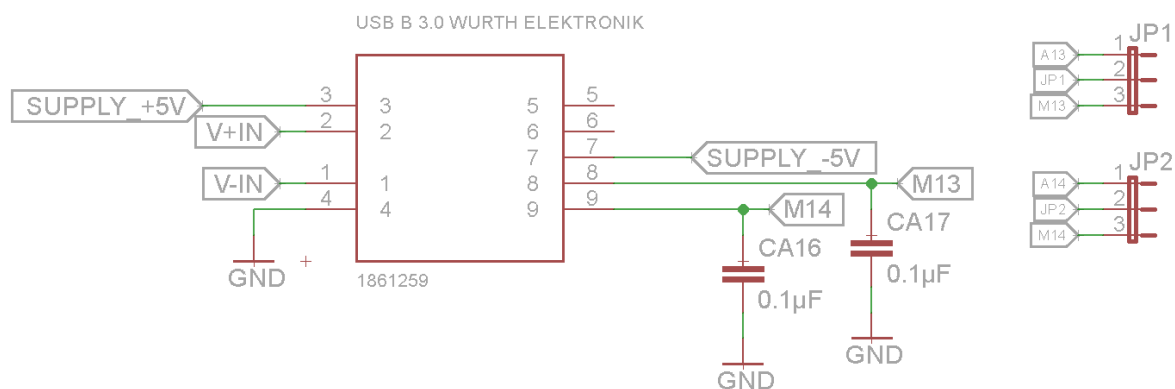 USB B 3.0 WURTH ELEKTRONIK
SUPPLY_+5V
V+IN
V-IN
GND
3
2
1
4
3
2
1
4
5
6
7
8
9
5
6
7
8
9
1861259
SUPPLY_-5V
M13
M14
CA17
0.1µF
CA16
0.1µF
GND
GND
JP1
A13 1
JP1 2
M13 3
JP2
A14 1
JP2 2
M14 3